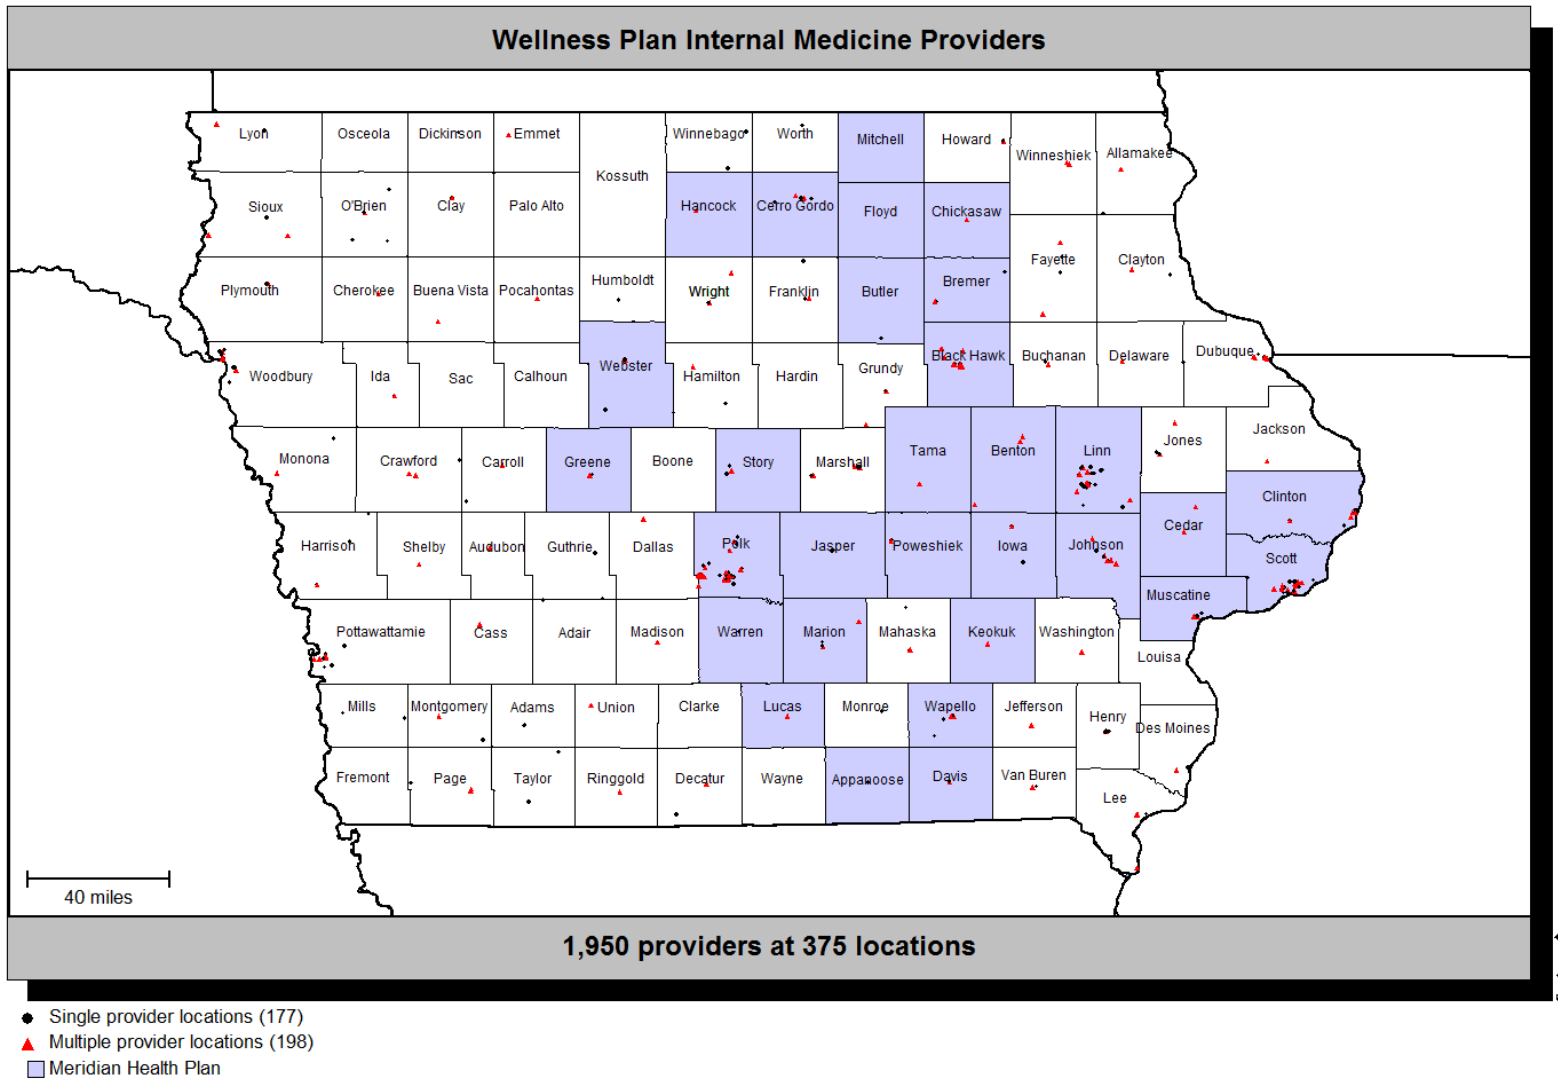 Wellness Plan Internal Medicine Providers
Lyon Osceola Dickinson Emmet Winnebago Worth Mitchell Howard
Winneshiek Allamakee
Kossuth
Sioux O'Brien Clay Palo Alto Hancock Cerro Gordo Floyd Chickasaw
Fayette Clayton
Plymouth Cherokee Buena Vista Pocahontas Humboldt Wright Franklin Butler Bremer
Woodbury Ida Sac Calhoun Webster Hamilton Hardin Grundy Black Hawk Buchanan Delaware Dubuque
Monona Crawford Carroll Greene Boone Story Marshall Tama Benton Linn Jones Jackson
Clinton
Harrison Shelby Audubon Guthrie Dallas Polk Jasper Poweshiek Iowa Johnson Cedar
Scott
Muscatine
Pottawattamie Cass Adair Madison Warren Marion Mahaska Keokuk Washington
Louisa
Mills Montgomery Adams Union Clarke Lucas Monroe Wapello Jefferson Henry
Des Moines
Fremont Page Taylor Ringgold Decatur Wayne Appanoose Davis Van Buren
Lee
40 miles
1,950 providers at 375 locations
Single provider locations (177)
Multiple provider locations (198)
Meridian Health Plan